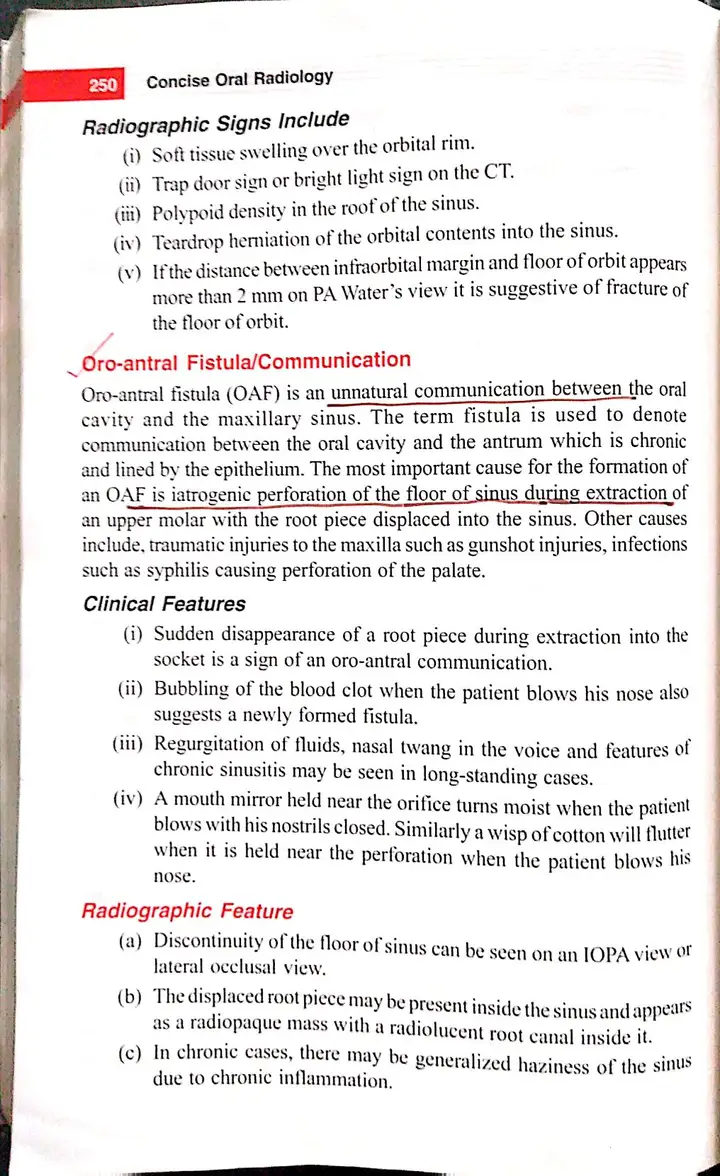 250 Concise Oral Radiology
Radiographic Signs Include
(i) Soft tissue swelling over the orbital rim.
(ii) Trap door sign or bright light sign on the CT.
(iii) Polypoid density in the roof of the sinus.
(iv) Teardrop herniation of the orbital contents into the sinus.
(v) If the distance between infraorbital margin and floor of orbit appears
more than 2 mm on PA Water's view it is suggestive of fracture of
the floor of orbit.
Oro-antral Fistula/Communication
Oro-antral fistula (OAF) is an unnatural communication between the oral
cavity and the maxillary sinus. The term fistula is used to denote
communication between the oral cavity and the antrum which is chronic
and lined by the epithelium. The most important cause for the formation of
an OAF is iatrogenic perforation of the floor of sinus during extraction of
an upper molar with the root piece displaced into the sinus. Other causes
include, traumatic injuries to the maxilla such as gunshot injuries, infections
such as syphilis causing perforation of the palate.
Clinical Features
(i) Sudden disappearance of a root piece during extraction into the
socket is a sign of an oro-antral communication.
(ii) Bubbling of the blood clot when the patient blows his nose also
suggests a newly formed fistula.
(iii) Regurgitation of fluids, nasal twang in the voice and features of
chronic sinusitis may be seen in long-standing cases.
(iv) A mouth mirror held near the orifice turns moist when the patient
blows with his nostrils closed. Similarly a wisp of cotton will flutter
when it is held near the perforation when the patient blows his
nose.
Radiographic Feature
(a) Discontinuity of the floor of sinus can be seen on an IOPA view or
lateral occlusal view.
(b) The displaced root piece may be present inside the sinus and appears
as a radiopaque mass with a radiolucent root canal inside it.
(c) In chronic cases, there may be generalized haziness of the sinus
due to chronic inflammation.